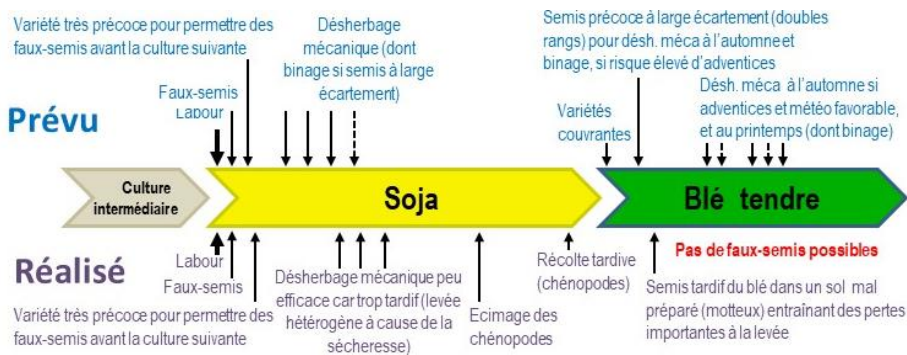 Variété très précoce pour permettre des
faux-semis avant la culture suivante
Désherbage
mécanique (dont
binage si semis à large
écartement)
Semis précoce à large écartement (doubles
rangs) pour désh. méca à l'automne et
binage, si risque élevé d'adventices
Faux-semis
Labour
Variétés
couvrantes
Désh. méca à l'automne si
adventices et météo favorable,
et au printemps (dont binage)
Prévu
Culture
intermédiaire
Soja
Blé tendre
Réalisé
Labour
Faux-semis
Variété très précoce pour permettre des
faux-semis avant la culture suivante
Désherbage mécanique peu
efficace car trop tardif (levée
hétérogène à cause de la
sécheresse)
Ecimage des
chénopodes
Récolte tardive
(chénopodes)
Pas de faux-semis possibles
Semis tardif du blé dans un sol mal
préparé (motteux) entraînant des pertes
importantes à la levée